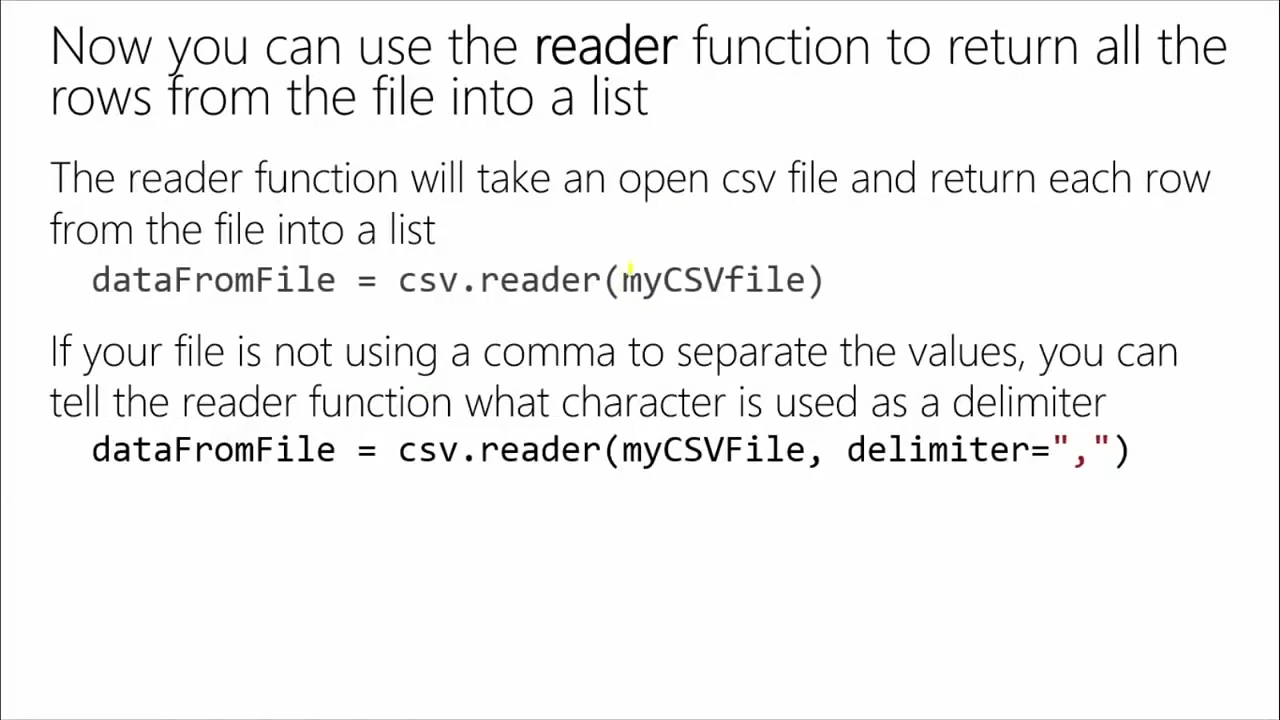 Now you can use the reader function to return all the
rows from the file into a list
The reader function will take an open csv file and return each row
from the file into a list
dataFromFile = csv.reader(myCSVfile)
If your file is not using a comma to separate the values, you can
tell the reader function what character is used as a delimiter
dataFromFile = csv.reader(myCSVFile, delimiter=",")